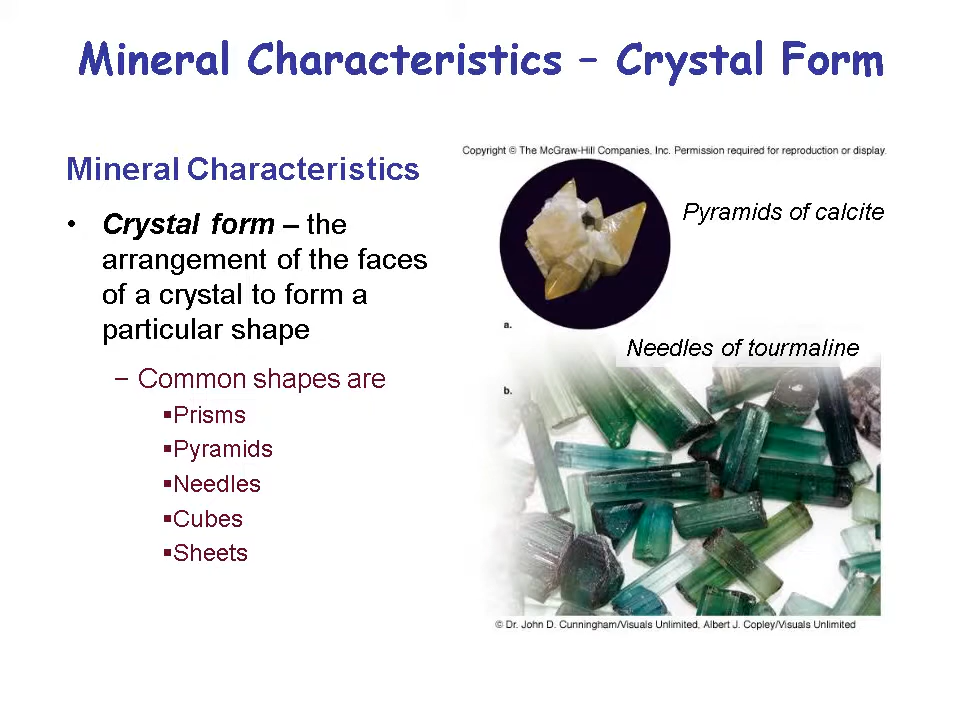 Mineral Characteristics – Crystal Form
Mineral Characteristics
• Crystal form – the
arrangement of the faces
of a crystal to form a
particular shape
– Common shapes are
▪Prisms
▪Pyramids
▪Needles
▪Cubes
▪Sheets
Copyright © The McGraw-Hill Companies, Inc. Permission required for reproduction or display.
Pyramids of calcite
a.
Needles of tourmaline
b.
© Dr. John D. Cunningham/Visuals Unlimited, Albert J. Copley/Visuals Unlimited